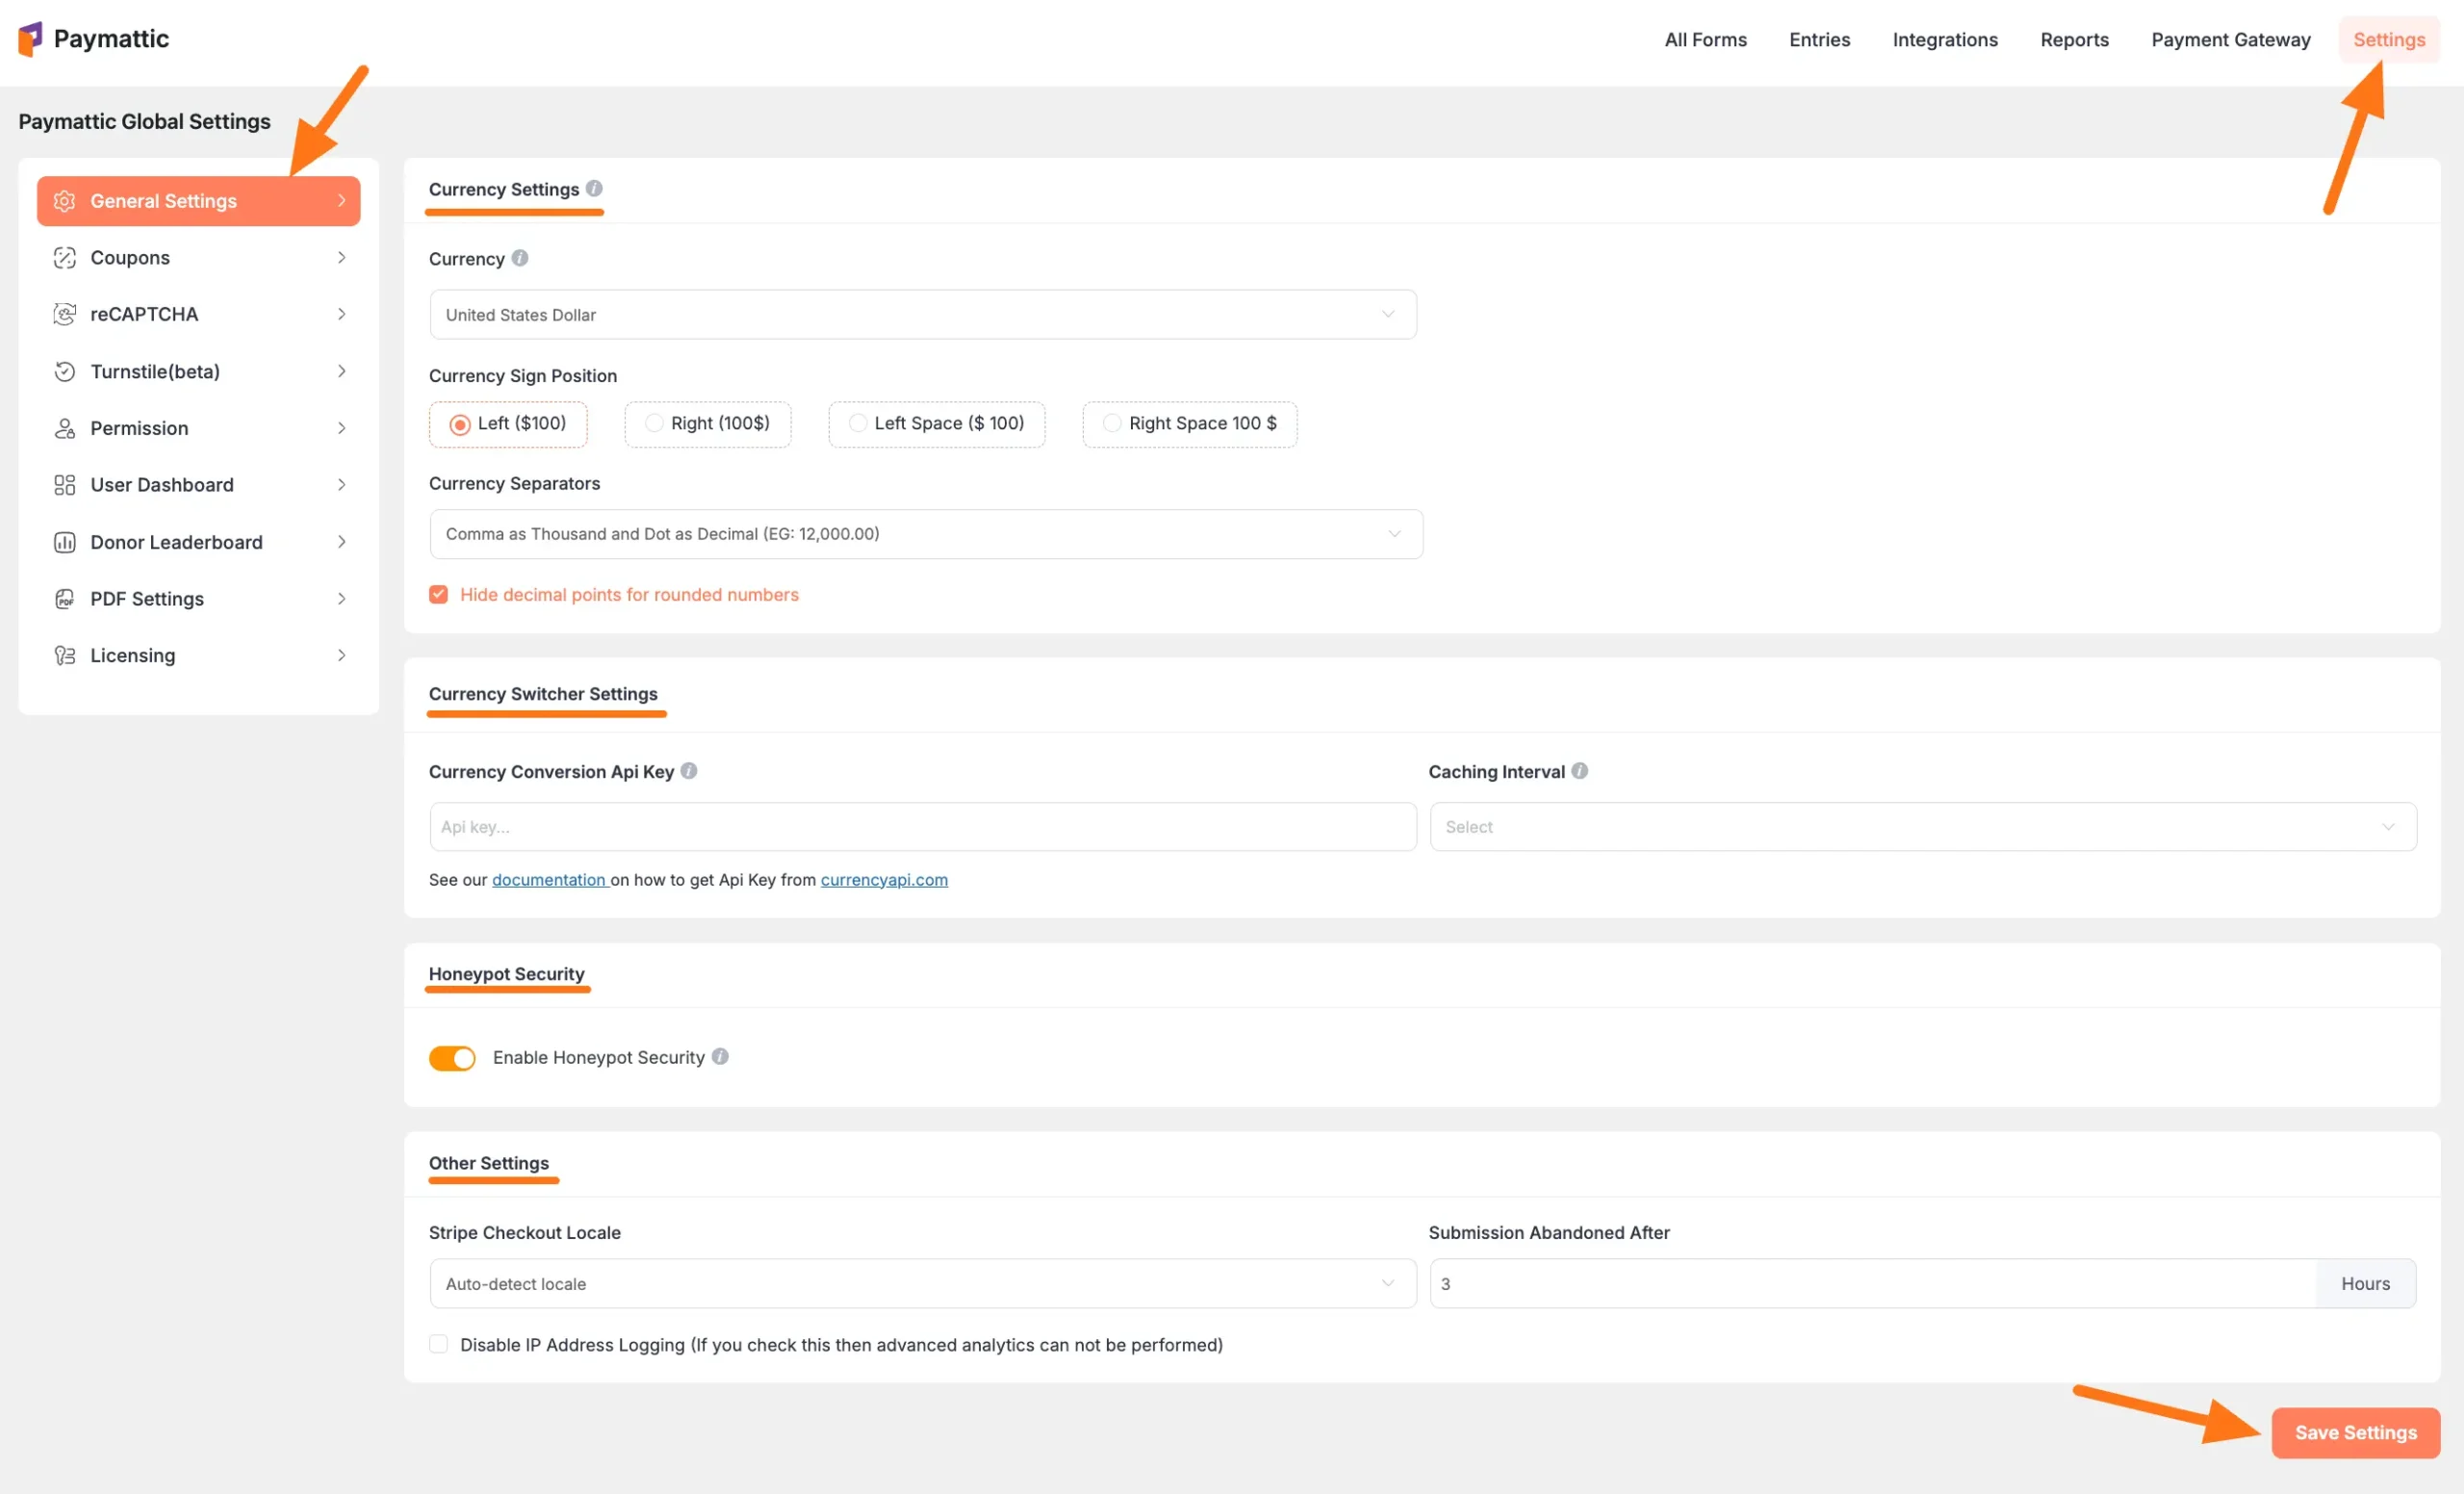 Paymattic
All Forms Entries Integrations Reports Payment Gateway Settings
Paymattic Global Settings
General Settings
Coupons
reCAPTCHA
Turnstile(beta)
Permission
User Dashboard
Donor Leaderboard
PDF Settings
Licensing
Currency Settings
Currency
United States Dollar
Currency Sign Position
Left ($100) Right (100$) Left Space ($ 100) Right Space 100 $
Currency Separators
Comma as Thousand and Dot as Decimal (EG: 12,000.00)
Hide decimal points for rounded numbers
Currency Switcher Settings
Currency Conversion Api Key
Api key...
See our documentation on how to get Api Key from currencyapi.com
Caching Interval
Select
Honeypot Security
Enable Honeypot Security
Other Settings
Stripe Checkout Locale
Auto-detect locale
Submission Abandoned After
3 Hours
Disable IP Address Logging (If you check this then advanced analytics can not be performed)
Save Settings